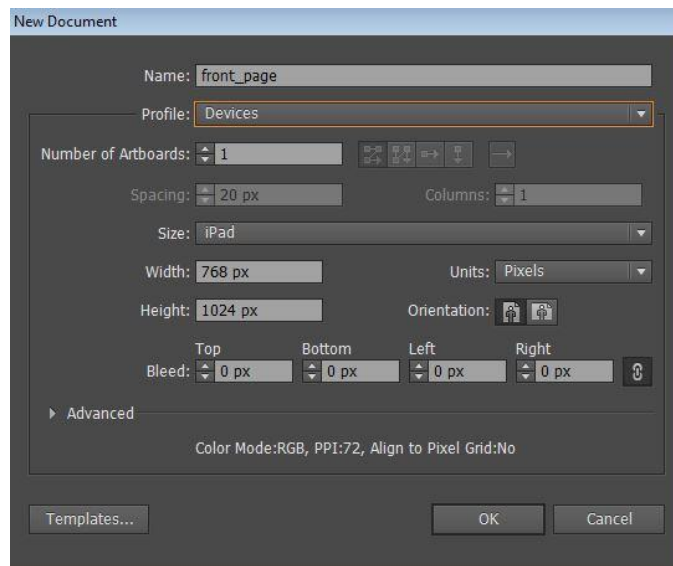 New Document
Name: front_page
Profile: Devices
Number of Artboards: 1
Spacing: 20 px Columns: 1
Size: iPad
Width: 768 px Units: Pixels
Height: 1024 px Orientation:
Top Bottom Left Right
Bleed: 0 px 0 px 0 px 0 px
Advanced
Color Mode:RGB, PPI:72, Align to Pixel Grid:No
Templates... OK Cancel